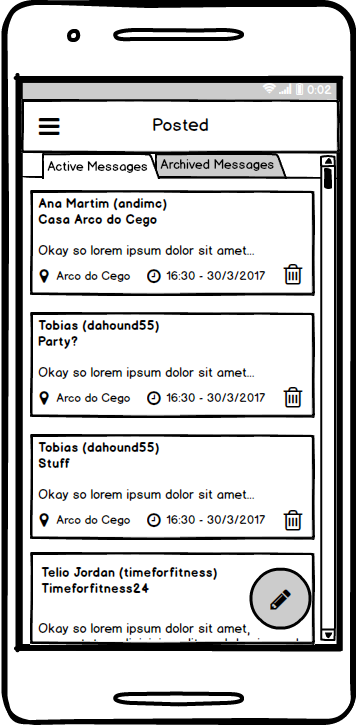 0:02
Posted
Active Messages Archived Messages
Ana Martim (andimc)
Casa Arco do Cego
Okay so lorem ipsum dolor sit amet...
Arco do Cego 16:30 - 30/3/2017
Tobias (dahound55)
Party?
Okay so lorem ipsum dolor sit amet...
Arco do Cego 16:30 - 30/3/2017
Tobias (dahound55)
Stuff
Okay so lorem ipsum dolor sit amet...
Arco do Cego 16:30 - 30/3/2017
Telio Jordan (timeforfitness)
Timeforfitness24
Okay so lorem ipsum dolor sit amet,